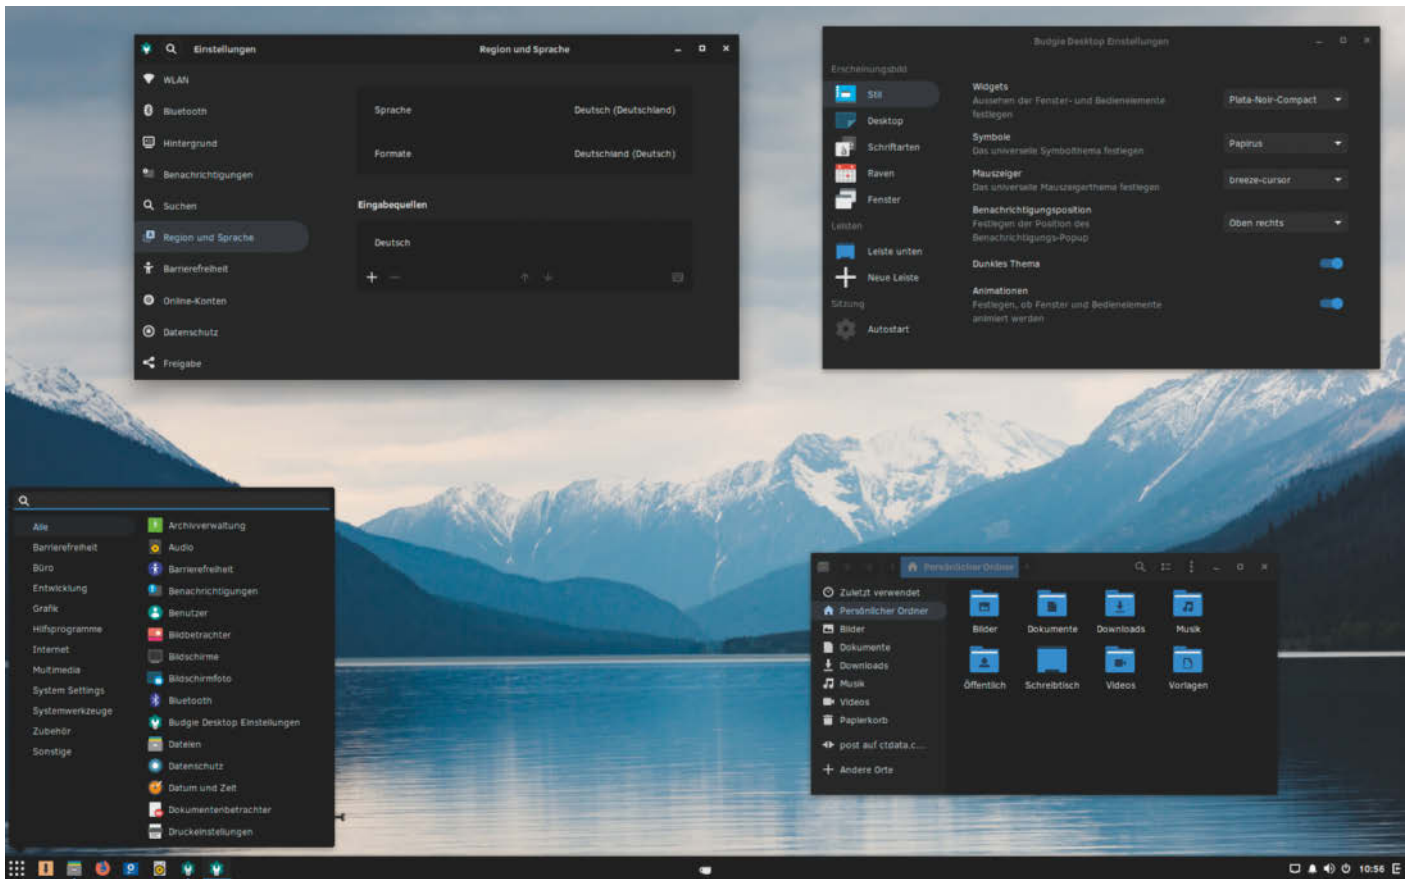 Einstellungen
Region und Sprache
WLAN
Bluetooth
Hintergrund
Benachrichtigungen
Suchen
Region und Sprache
Barrierefreiheit
Online-Konten
Datenschutz
Freigabe
Sprache
Deutsch (Deutschland)
Formate
Deutschland (Deutsch)
Eingabequellen
Deutsch
Budgie Desktop Einstellungen
Erscheinungsbild
Stil
Desktop
Schriftarten
Raven
Fenster
Leisten
Leiste unten
Neue Leiste
Sitzung
Autostart
Widgets
Aussehen der Fenster- und Bedienelemente
festlegen
Plata-Noir-Compact
Symbole
Das universelle Symbolthema festlegen
Papirus
Mauszeiger
Das universelle Mauszeigerthema festlegen
breeze-cursor
Benachrichtigungsposition
Festlegen der Position des
Benachrichtigungs-Popup
Oben rechts
Dunkles Thema
Animationen
Festlegen, ob Fenster und Bedienelemente
animiert werden
Alle
Barrierefreiheit
Büro
Entwicklung
Grafik
Hilfsprogramme
Internet
Multimedia
System Settings
Systemwerkzeuge
Zubehör
Sonstige
Archivverwaltung
Audio
Barrierefreiheit
Benachrichtigungen
Benutzer
Bildbetrachter
Bildschirme
Bildschirmfoto
Bluetooth
Budgie Desktop Einstellungen
Dateien
Datenschutz
Datum und Zeit
Dokumentenbetrachter
Druckeinstellungen
Persönlicher Ordner
Zuletzt verwendet
Persönlicher Ordner
Bilder
Dokumente
Downloads
Musik
Videos
Papierkorb
post auf ctdata.c...
Andere Orte
Bilder
Dokumente
Downloads
Musik
Öffentlich
Schreibtisch
Videos
Vorlagen
10:56